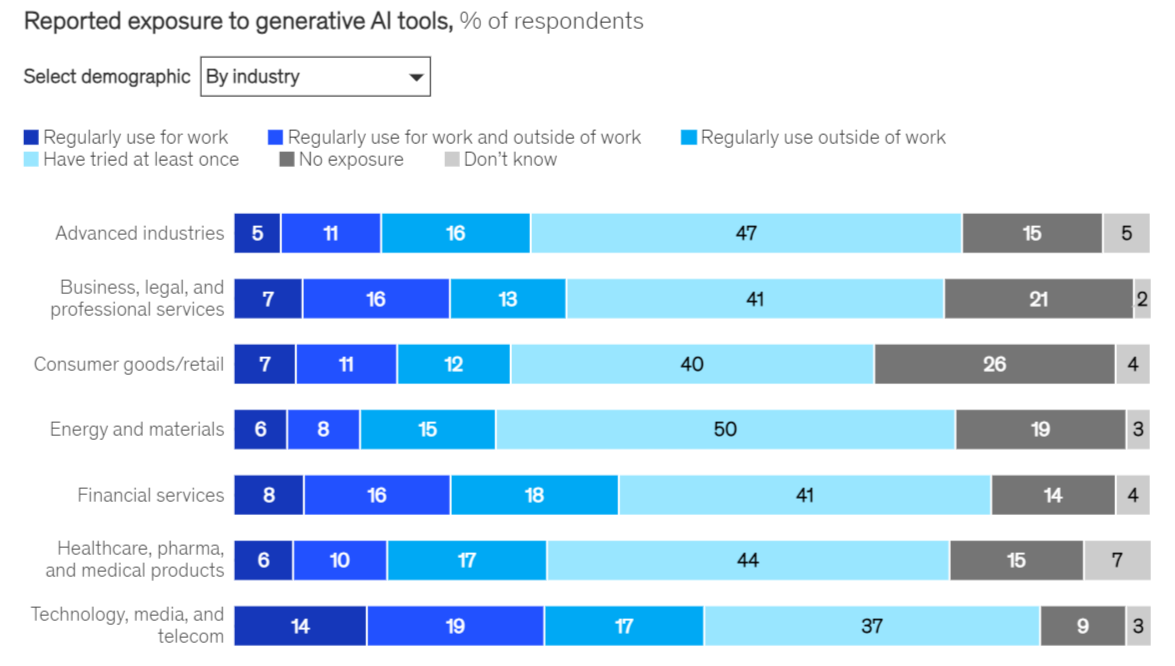 Reported exposure to generative AI tools, % of respondents
Select demographic By industry
Regularly use for work Regularly use for work and outside of work Regularly use outside of work
Have tried at least once No exposure Don't know
Advanced industries 5 11 16 47 15 5
Business, legal, and
professional services 7 16 13 41 21 2
Consumer goods/retail 7 11 12 40 26 4
Energy and materials 6 8 15 50 19 3
Financial services 8 16 18 41 14 4
Healthcare, pharma,
and medical products 6 10 17 44 15 7
Technology, media, and
telecom 14 19 17 37 9 3